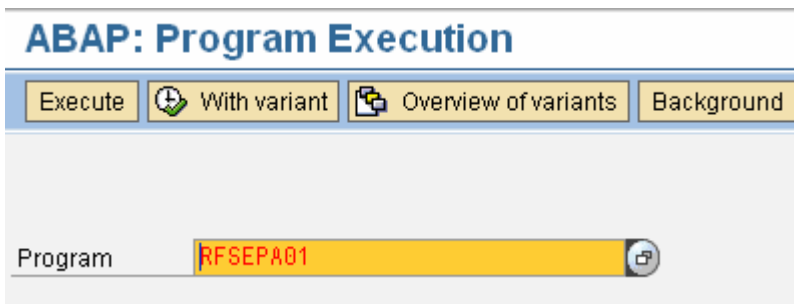 ABAP: Program Execution
Execute With variant Overview of variants Background
Program RFSEPA01